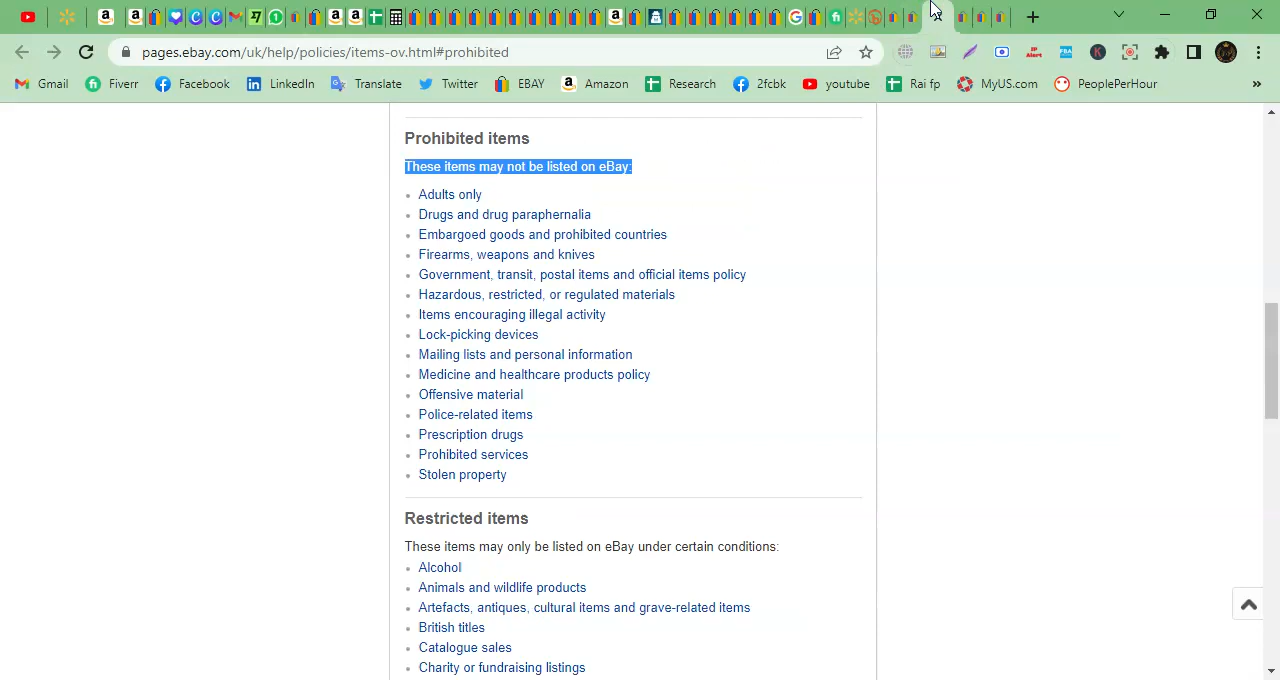 pages.ebay.com/uk/help/policies/items-ov.html#prohibited
Gmail Fiverr Facebook LinkedIn Translate Twitter EBAY Amazon Research 2fcbk youtube Rai fp MyUS.com PeoplePerHour »
Prohibited items
These items may not be listed on eBay:
Adults only
Drugs and drug paraphernalia
Embargoed goods and prohibited countries
Firearms, weapons and knives
Government, transit, postal items and official items policy
Hazardous, restricted, or regulated materials
Items encouraging illegal activity
Lock-picking devices
Mailing lists and personal information
Medicine and healthcare products policy
Offensive material
Police-related items
Prescription drugs
Prohibited services
Stolen property
Restricted items
These items may only be listed on eBay under certain conditions:
Alcohol
Animals and wildlife products
Artefacts, antiques, cultural items and grave-related items
British titles
Catalogue sales
Charity or fundraising listings